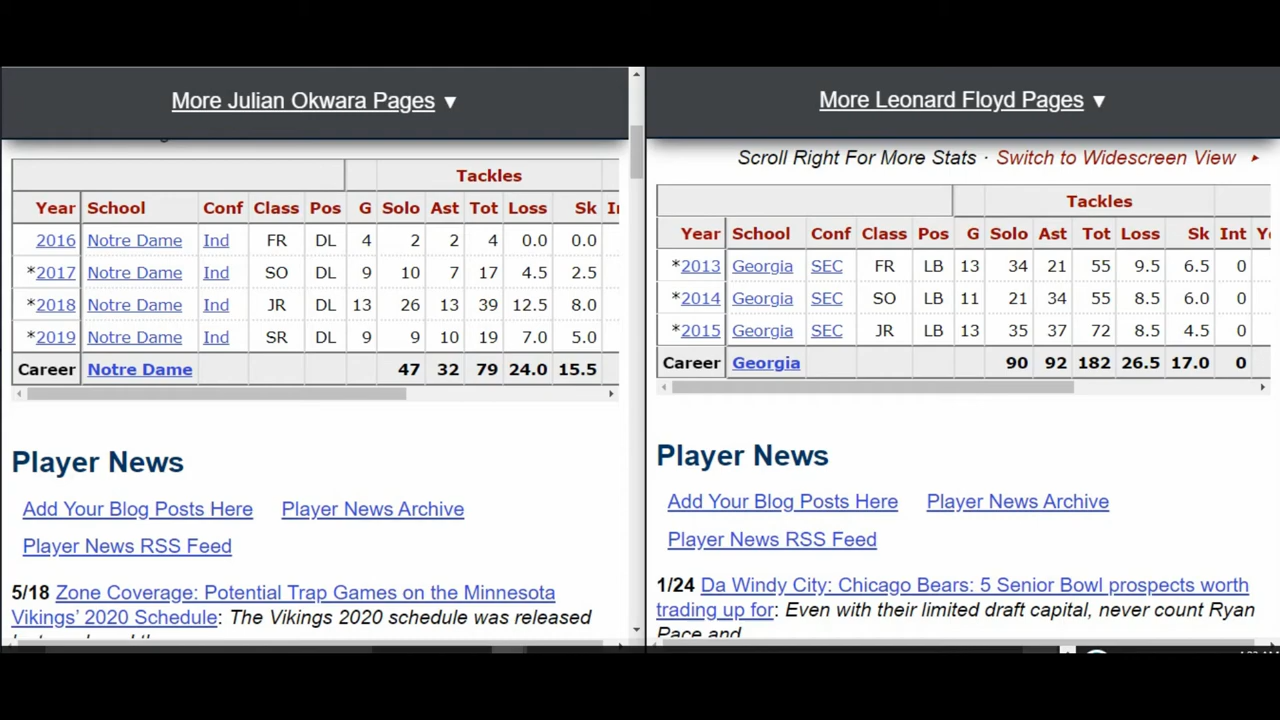 More Julian Okwara Pages ▼
Tackles
Year School Conf Class Pos G Solo Ast Tot Loss Sk
2016 Notre Dame Ind FR DL 4 2 2 4 0.0 0.0
*2017 Notre Dame Ind SO DL 9 10 7 17 4.5 2.5
*2018 Notre Dame Ind JR DL 13 26 13 39 12.5 8.0
*2019 Notre Dame Ind SR DL 9 9 10 19 7.0 5.0
Career Notre Dame 47 32 79 24.0 15.5
Player News
Add Your Blog Posts Here Player News Archive
Player News RSS Feed
5/18 Zone Coverage: Potential Trap Games on the Minnesota
Vikings’ 2020 Schedule: The Vikings 2020 schedule was released
More Leonard Floyd Pages ▼
Scroll Right For More Stats · Switch to Widescreen View ▸
Tackles
Year School Conf Class Pos G Solo Ast Tot Loss Sk Int
*2013 Georgia SEC FR LB 13 34 21 55 9.5 6.5 0
*2014 Georgia SEC SO LB 11 21 34 55 8.5 6.0 0
*2015 Georgia SEC JR LB 13 35 37 72 8.5 4.5 0
Career Georgia 90 92 182 26.5 17.0 0
Player News
Add Your Blog Posts Here Player News Archive
Player News RSS Feed
1/24 Da Windy City: Chicago Bears: 5 Senior Bowl prospects worth
trading up for: Even with their limited draft capital, never count Ryan
Pace and